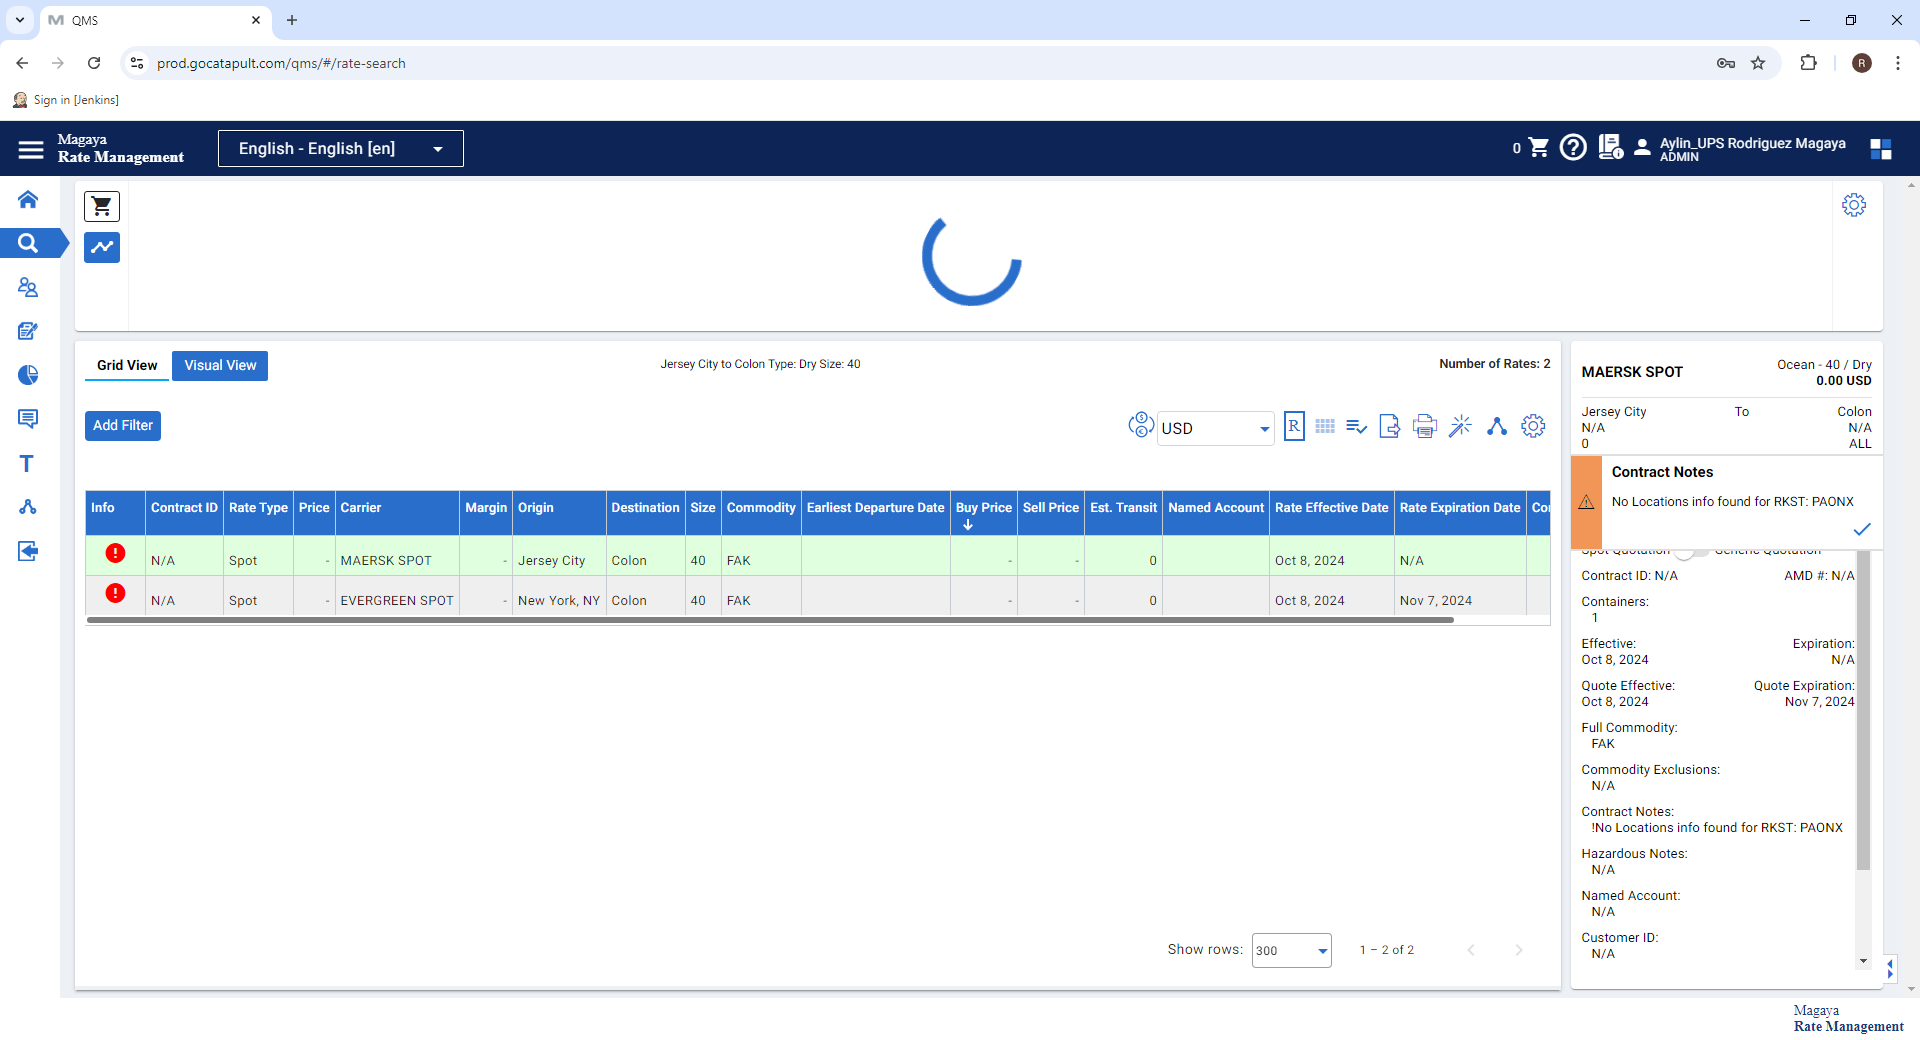 QMS
prod.gocatapult.com/qms/#/rate-search
R
Sign in [Jenkins]
Magaya
Rate Management
English - English [en]
0
Aylin_UPS Rodriguez Magaya
ADMIN
Grid View
Visual View
Jersey City to Colon Type: Dry Size: 40
Number of Rates: 2
Add Filter
USD
R
Info Contract ID Rate Type Price Carrier Margin Origin Destination Size Commodity Earliest Departure Date Buy Price Sell Price Est. Transit Named Account Rate Effective Date Rate Expiration Date Co
N/A Spot - MAERSK SPOT - Jersey City Colon 40 FAK - - 0 Oct 8, 2024 N/A
N/A Spot - EVERGREEN SPOT - New York, NY Colon 40 FAK - - 0 Oct 8, 2024 Nov 7, 2024
Show rows: 300 1 – 2 of 2
MAERSK SPOT
Ocean - 40 / Dry
0.00 USD
Jersey City To Colon
N/A N/A
0 ALL
Contract Notes
No Locations info found for RKST: PAONX
Spot Quotation Generic Quotation
Contract ID: N/A AMD #: N/A
Containers:
1
Effective: Expiration:
Oct 8, 2024 N/A
Quote Effective: Quote Expiration:
Oct 8, 2024 Nov 7, 2024
Full Commodity:
FAK
Commodity Exclusions:
N/A
Contract Notes:
!No Locations info found for RKST: PAONX
Hazardous Notes:
N/A
Named Account:
N/A
Customer ID:
N/A
T
Magaya
Rate Management